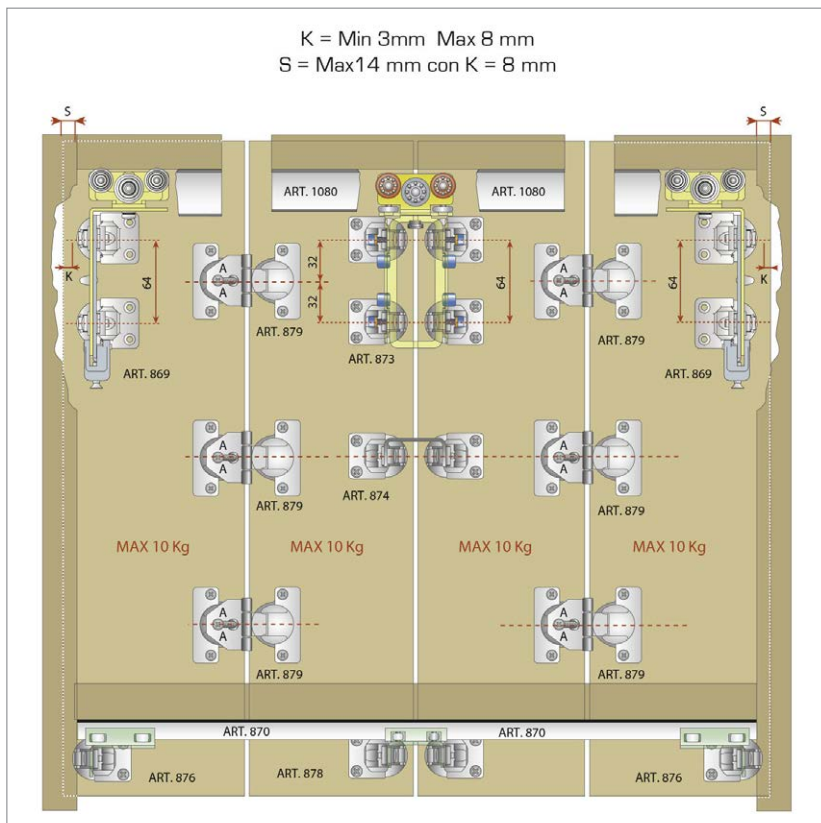 K = Min 3mm Max 8 mm
S = Max14 mm con K = 8 mm
S
S
ART. 1080
ART. 1080
K
64
32
32
64
64
K
A
A
ART. 879
ART. 873
A
A
ART. 879
ART. 869
ART. 869
A
A
ART. 879
ART. 874
A
A
ART. 879
MAX 10 Kg
MAX 10 Kg
MAX 10 Kg
MAX 10 Kg
A
A
ART. 879
A
A
ART. 879
ART. 870
ART. 870
ART. 876
ART. 878
ART. 876